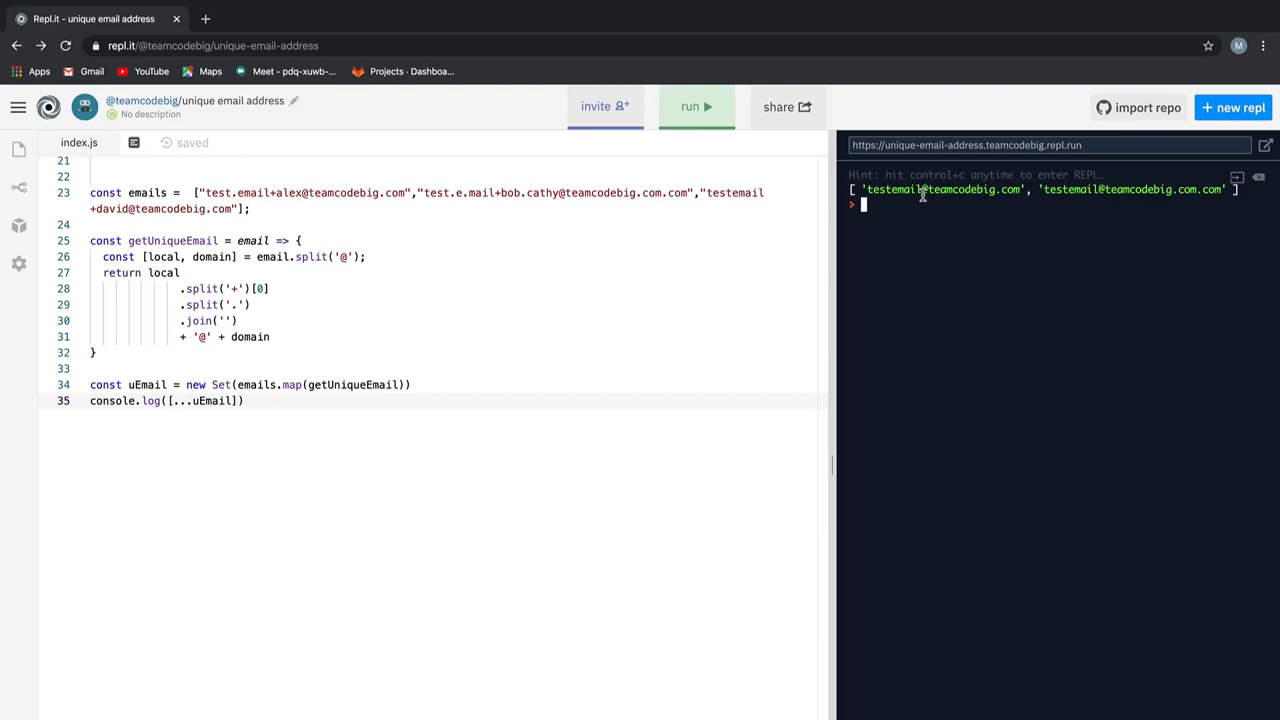 Repl.it - unique email address
repl.it/@teamcodebig/unique-email-address
M
Apps Gmail YouTube Maps Meet - pdq-xuwb-... Projects · Dashboa...
@teamcodebig/unique email address
No description
invite
run
share
import repo
+ new repl
index.js
saved
https://unique-email-address.teamcodebig.repl.run
21
22
23 const emails = ["test.email+alex@teamcodebig.com","test.e.mail+bob.cathy@teamcodebig.com.com","testemail
+david@teamcodebig.com"];
24
25 const getUniqueEmail = email => {
26 const [local, domain] = email.split('@');
27 return local
28 .split('+')[0]
29 .split('.')
30 .join('')
31 + '@' + domain
32 }
33
34 const uEmail = new Set(emails.map(getUniqueEmail))
35 console.log([...uEmail])
Hint: hit control+c anytime to enter REPL.
[ 'testemail@teamcodebig.com', 'testemail@teamcodebig.com.com' ]
>